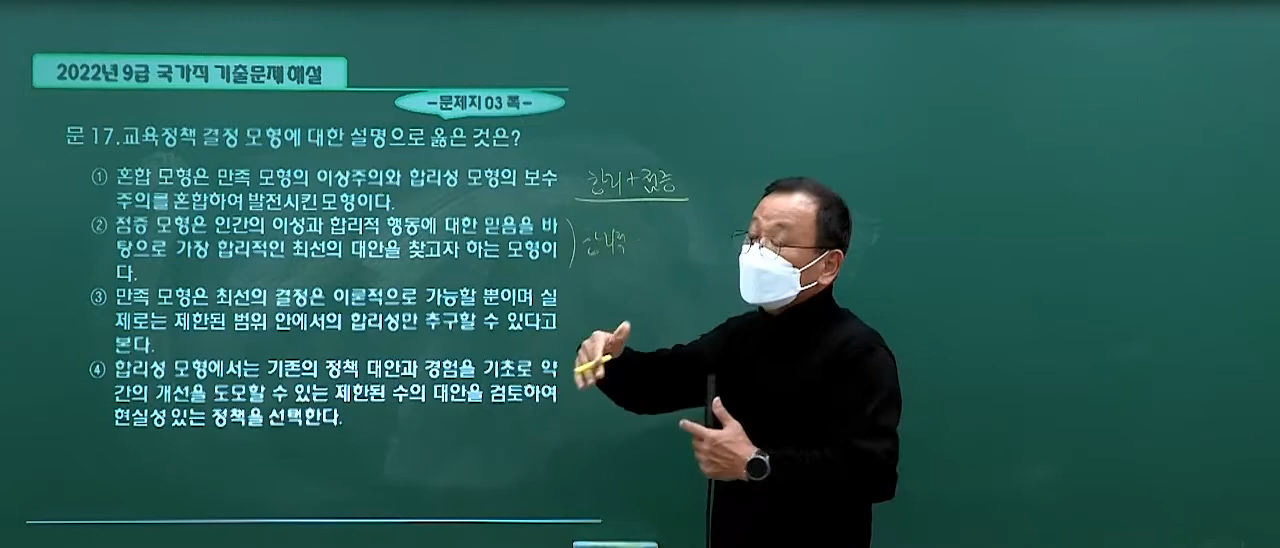 2022년 9급 국가직 기출문제 해설
-문제지 03 쪽-
문 17. 교육정책 결정 모형에 대한 설명으로 옳은 것은?
① 혼합 모형은 만족 모형의 이상주의와 합리성 모형의 보수
주의를 혼합하여 발전시킨 모형이다.
합리+점증
② 점증 모형은 인간의 이성과 합리적 행동에 대한 믿음을 바
탕으로 가장 합리적인 최선의 대안을 찾고자 하는 모형이
다.
합리적
③ 만족 모형은 최선의 결정은 이론적으로 가능할 뿐이며 실
제로는 제한된 범위 안에서의 합리성만 추구할 수 있다고
본다.
④ 합리성 모형에서는 기존의 정책 대안과 경험을 기초로 약
간의 개선을 도모할 수 있는 제한된 수의 대안을 검토하여
현실성 있는 정책을 선택한다.